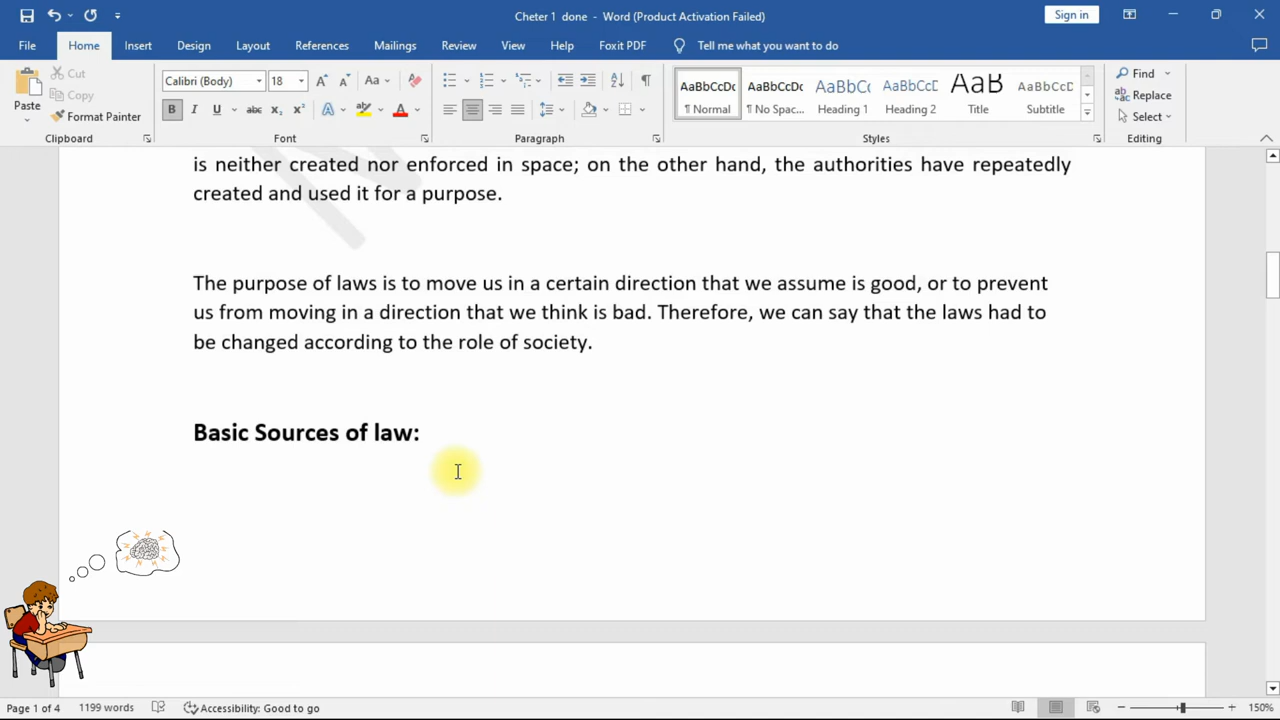 Cheter 1 done - Word (Product Activation Failed)
Sign in
File Home Insert Design Layout References Mailings Review View Help Foxit PDF Tell me what you want to do
Paste
Cut
Copy
Format Painter
Clipboard
Calibri (Body) 18
Font
Paragraph
AaBbCcDc AaBbCcDc AaBbCc AaBbCcD AaB AaBbCcD
¶ Normal ¶ No Spac... Heading 1 Heading 2 Title Subtitle
Styles
Find
Replace
Select
Editing
is neither created nor enforced in space; on the other hand, the authorities have repeatedly
created and used it for a purpose.
The purpose of laws is to move us in a certain direction that we assume is good, or to prevent
us from moving in a direction that we think is bad. Therefore, we can say that the laws had to
be changed according to the role of society.
Basic Sources of law:
Page 1 of 4 1199 words Accessibility: Good to go 150%